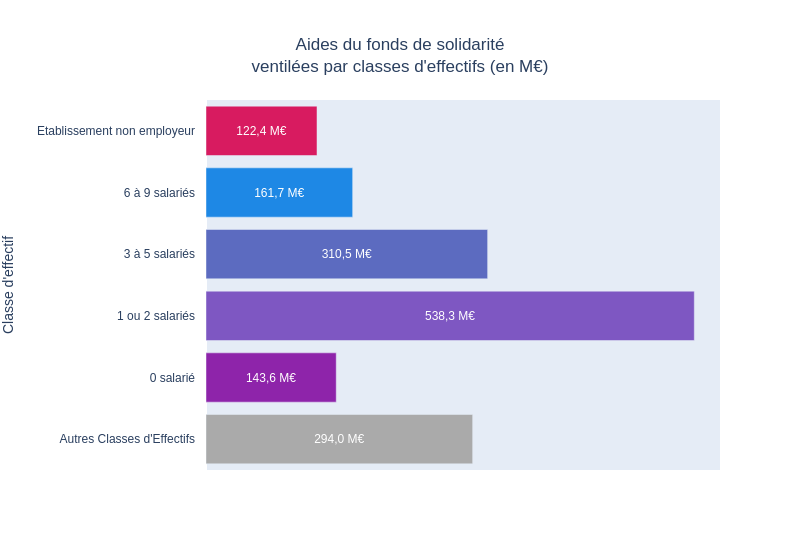 Aides du fonds de solidarité
ventilées par classes d'effectifs (en M€)
Classe d'effectif
Etablissement non employeur
122,4 M€
6 à 9 salariés
161,7 M€
3 à 5 salariés
310,5 M€
1 ou 2 salariés
538,3 M€
0 salarié
143,6 M€
Autres Classes d'Effectifs
294,0 M€